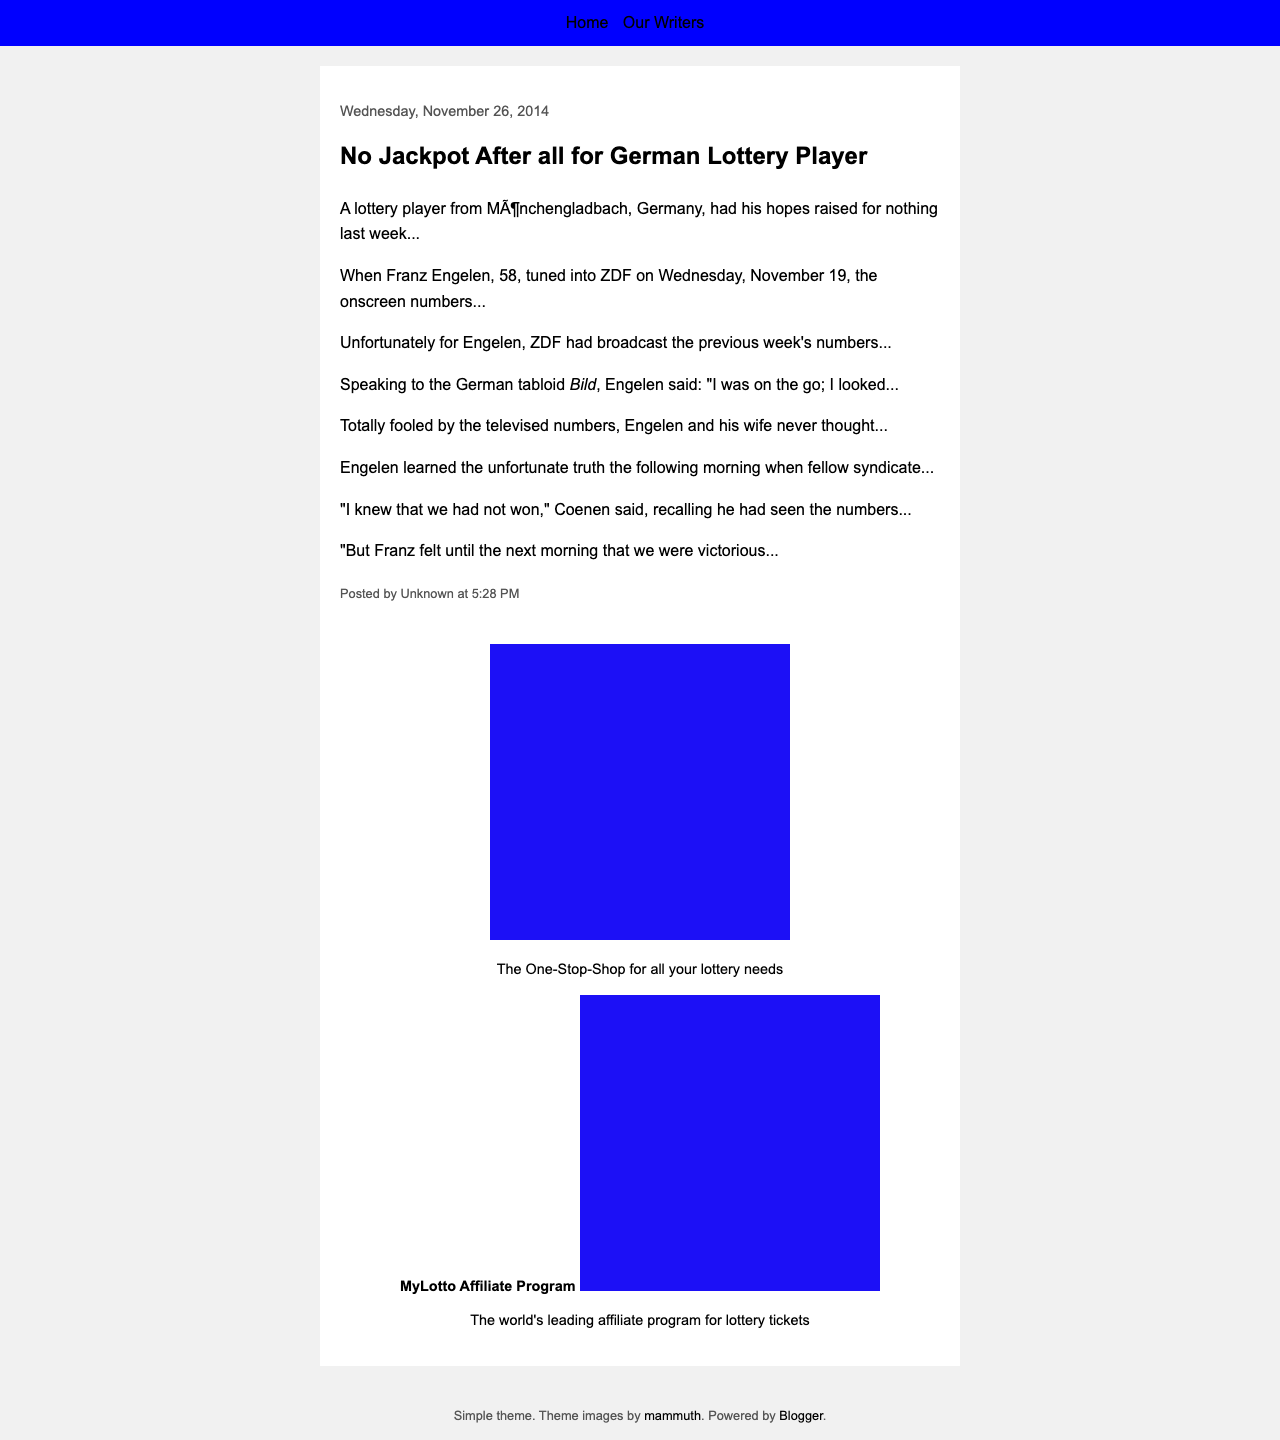 Home Our Writers
Wednesday, November 26, 2014
No Jackpot After all for German Lottery Player
A lottery player from MÃ¶nchengladbach, Germany, had his hopes raised for nothing
last week...
When Franz Engelen, 58, tuned into ZDF on Wednesday, November 19, the
onscreen numbers...
Unfortunately for Engelen, ZDF had broadcast the previous week's numbers...
Speaking to the German tabloid Bild, Engelen said: "I was on the go; I looked...
Totally fooled by the televised numbers, Engelen and his wife never thought...
Engelen learned the unfortunate truth the following morning when fellow syndicate...
"I knew that we had not won," Coenen said, recalling he had seen the numbers...
"But Franz felt until the next morning that we were victorious...
Posted by Unknown at 5:28 PM
The One-Stop-Shop for all your lottery needs
MyLotto Affiliate Program
The world's leading affiliate program for lottery tickets
Simple theme. Theme images by mammuth. Powered by Blogger.